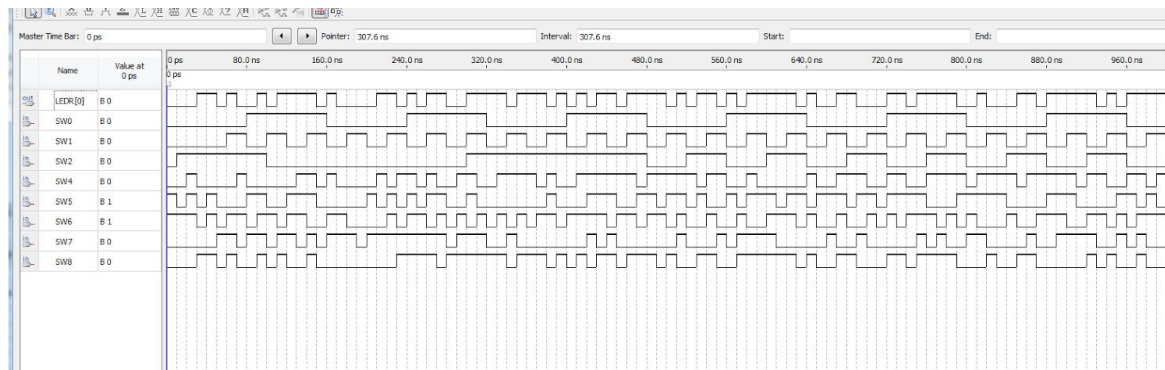 Master Time Bar: 0 ps Pointer: 307.6 ns Interval: 307.6 ns Start: End:
Name Value at 0 ps
0 ps 80.0 ns 160.0 ns 240.0 ns 320.0 ns 400.0 ns 480.0 ns 560.0 ns 640.0 ns 720.0 ns 800.0 ns 880.0 ns 960.0 ns
0 ps
LEDR[0] B 0
SW0 B 0
SW1 B 0
SW2 B 0
SW4 B 0
SW5 B 1
SW6 B 1
SW7 B 0
SW8 B 0